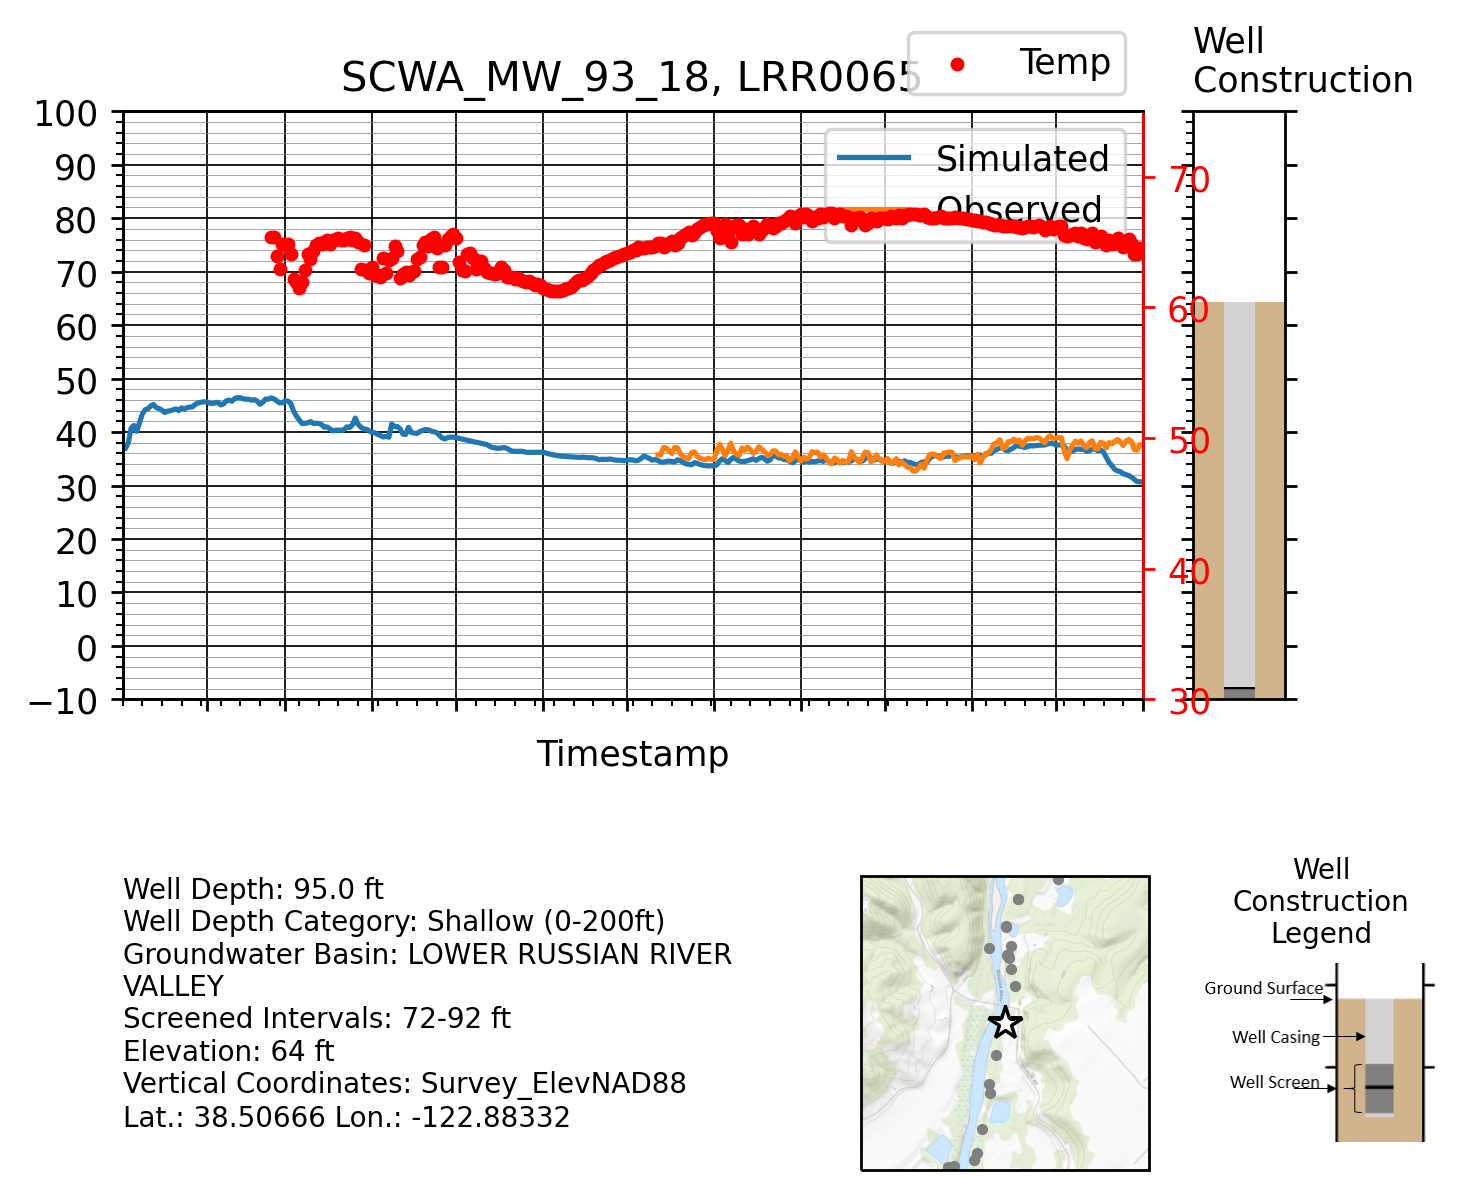 Well
Construction
Temp
SCWA_MW_93_18, LRR0065
Simulated
Observed
100
90
80
70
60
50
40
30
20
10
0
−10
70
60
50
40
30
Timestamp
Well Depth: 95.0 ft
Well Depth Category: Shallow (0-200ft)
Groundwater Basin: LOWER RUSSIAN RIVER
VALLEY
Screened Intervals: 72-92 ft
Elevation: 64 ft
Vertical Coordinates: Survey_ElevNAD88
Lat.: 38.50666 Lon.: -122.88332
Well
Construction
Legend
Ground Surface
Well Casing
Well Screen